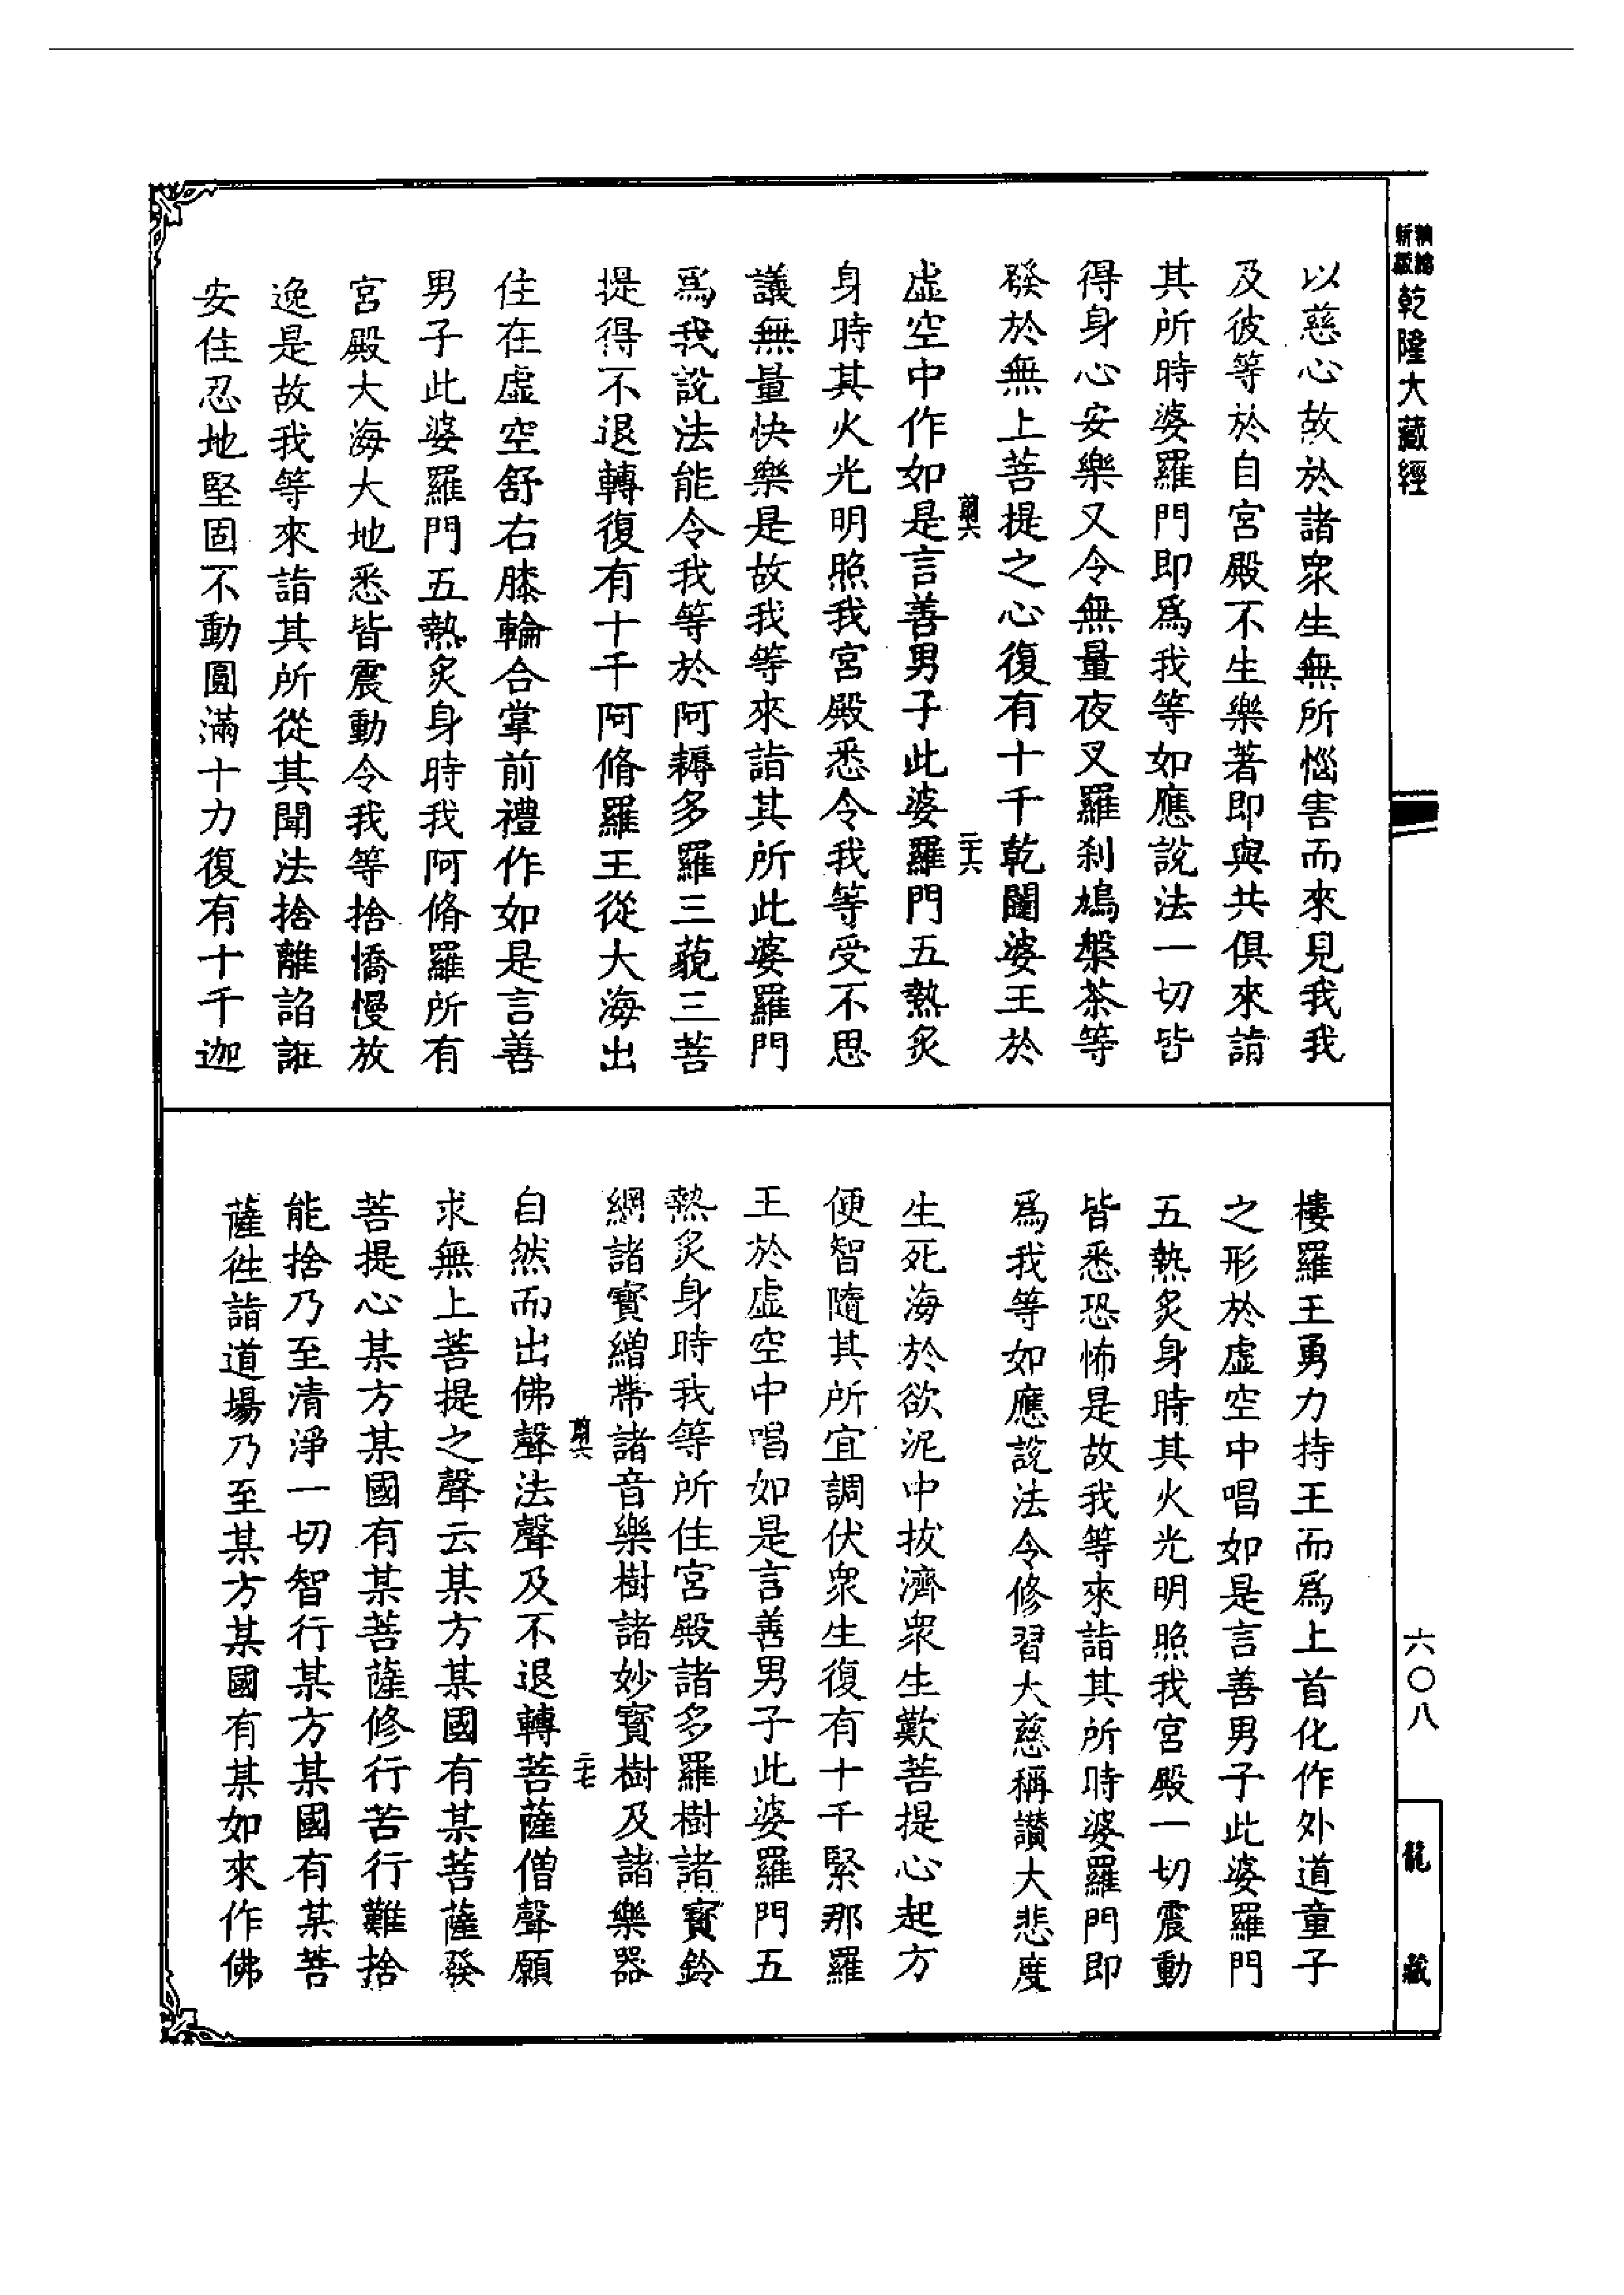 新編
新版
乾隆大藏經
六〇八
龍藏
以慈心故於諸眾生無所惱害而來見我我
及彼等於自宮殿不生樂著即與共俱來詣
其所時婆羅門即爲我等如應說法一切皆
得身心安樂又令無量夜叉羅剎鳩槃茶等
發於無上菩提之心復有十千乾闥婆王於
虛空中作如是言善男子此婆羅門五熱炙
身時其火光明照我宮殿悉令我等受不思
議無量快樂是故我等來詣其所此婆羅門
爲我說法能令我等於阿耨多羅三藐三菩
提得不退轉復有十千阿脩羅王從大海出
住在虛空舒右膝輪合掌前禮作如是言善
男子此婆羅門五熱炙身時我阿脩羅所有
宮殿大海大地悉皆震動令我等捨憍慢放
逸是故我等來詣其所從其聞法捨離諂誑
安住忍地堅固不動圓滿十力復有十千迦
樓羅王勇力持王而爲上首化作外道童子
之形於虛空中唱如是言善男子此婆羅門
五熱炙身時其火光明照我宮殿一切震動
皆悉恐怖是故我等來詣其所時婆羅門即
爲我等如應說法令修習大慈稱讚大悲度
生死海於欲泥中拔濟眾生歎菩提心起方
便智隨其所宜調伏眾生復有十千緊那羅
王於虛空中唱如是言善男子此婆羅門五
熱炙身時我等所住宮殿諸多羅樹諸寶鈴
網諸寶繒帶諸音樂樹諸妙寶樹及諸樂器
自然而出佛聲法聲及不退轉菩薩僧聲願
求無上菩提之聲云某方某國有某菩薩發
菩提心某方某國有某菩薩修行苦行難捨
能捨乃至清淨一切智行某方某國有某菩
薩徃詣道場乃至某方某國有某如來作佛